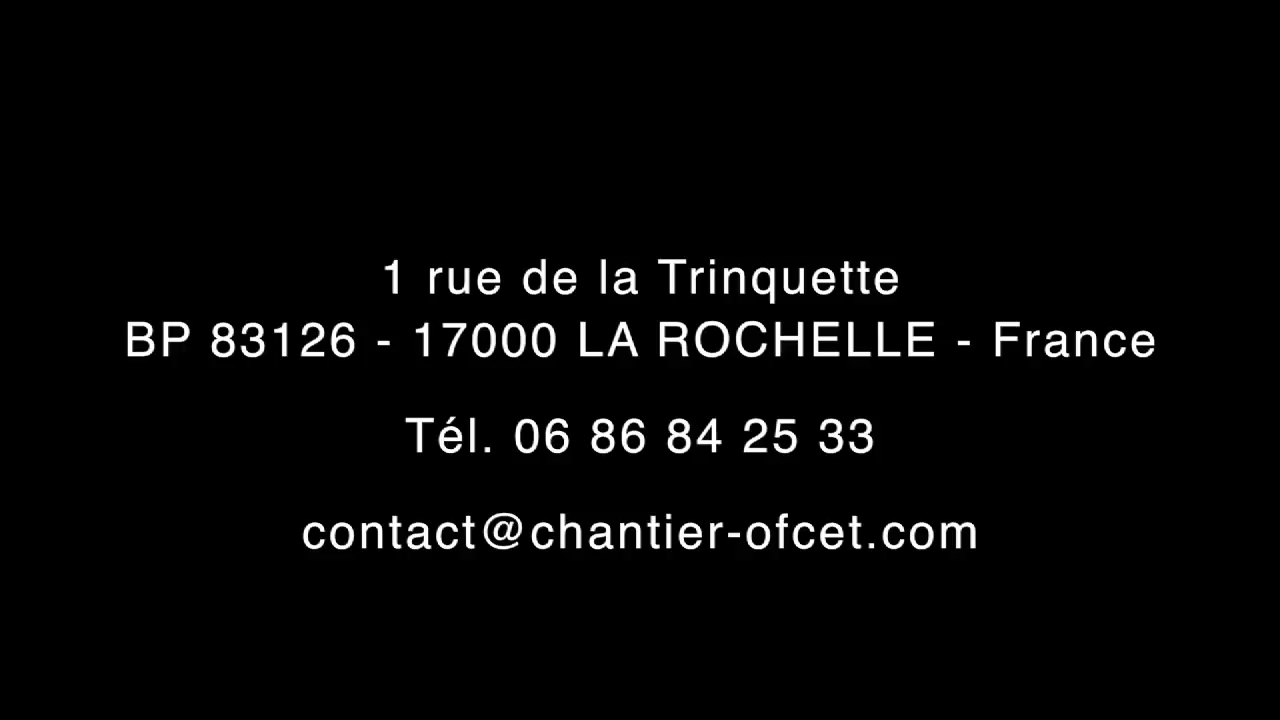 1 rue de la Trinquette
BP 83126 - 17000 LA ROCHELLE - France
Tél. 06 86 84 25 33
contact@chantier-ofcet.com